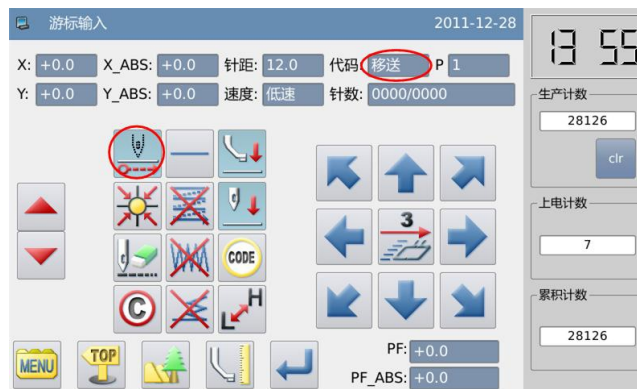 游标输入 2011-12-28
X: +0.0 X_ABS: +0.0 针距: 12.0 代码: 移送 P 1
Y: +0.0 Y_ABS: +0.0 速度: 低速 针数: 0000/0000
13 55
生产计数
28126
clr
上电计数
7
累积计数
28126
3
CODE
C
H
L
MENU
TOP
PF: +0.0
PF_ABS: +0.0